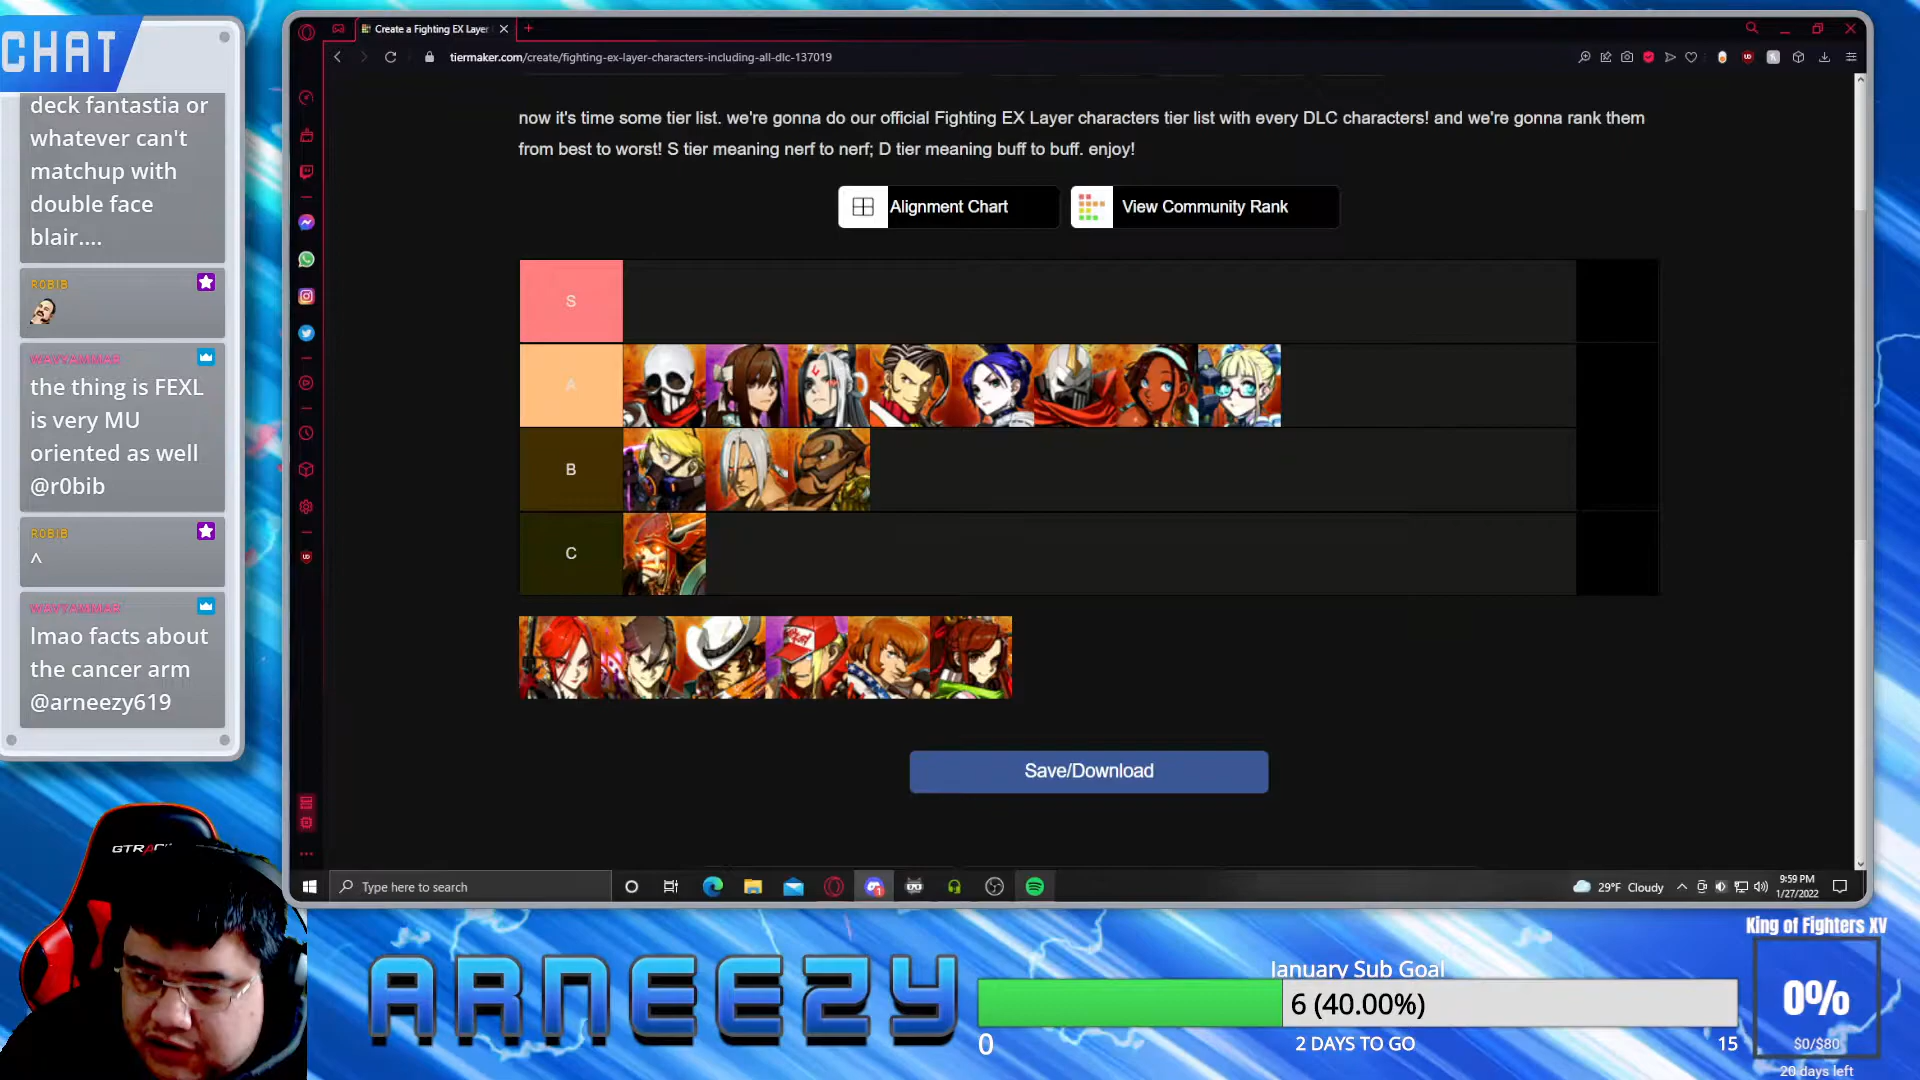 CHAT
deck fantastia or
whatever can't
matchup with
double face
blair....
R0BIB
WAVYAMMAR
the thing is FEXL
is very MU
oriented as well
@r0bib
R0BIB
^
WAVYAMMAR
lmao facts about
the cancer arm
@arneezy619
Create a Fighting EX Layer
tiermaker.com/create/fighting-ex-layer-characters-including-all-dlc-137019
now it's time some tier list. we're gonna do our official Fighting EX Layer characters tier list with every DLC characters! and we're gonna rank them
from best to worst! S tier meaning nerf to nerf; D tier meaning buff to buff. enjoy!
Alignment Chart
View Community Rank
S
A
B
C
Save/Download
Type here to search
29°F Cloudy
9:59 PM
1/27/2022
ARNEEZY
January Sub Goal
6 (40.00%)
0
2 DAYS TO GO
15
King of Fighters XV
0%
$0/$80
20 days left